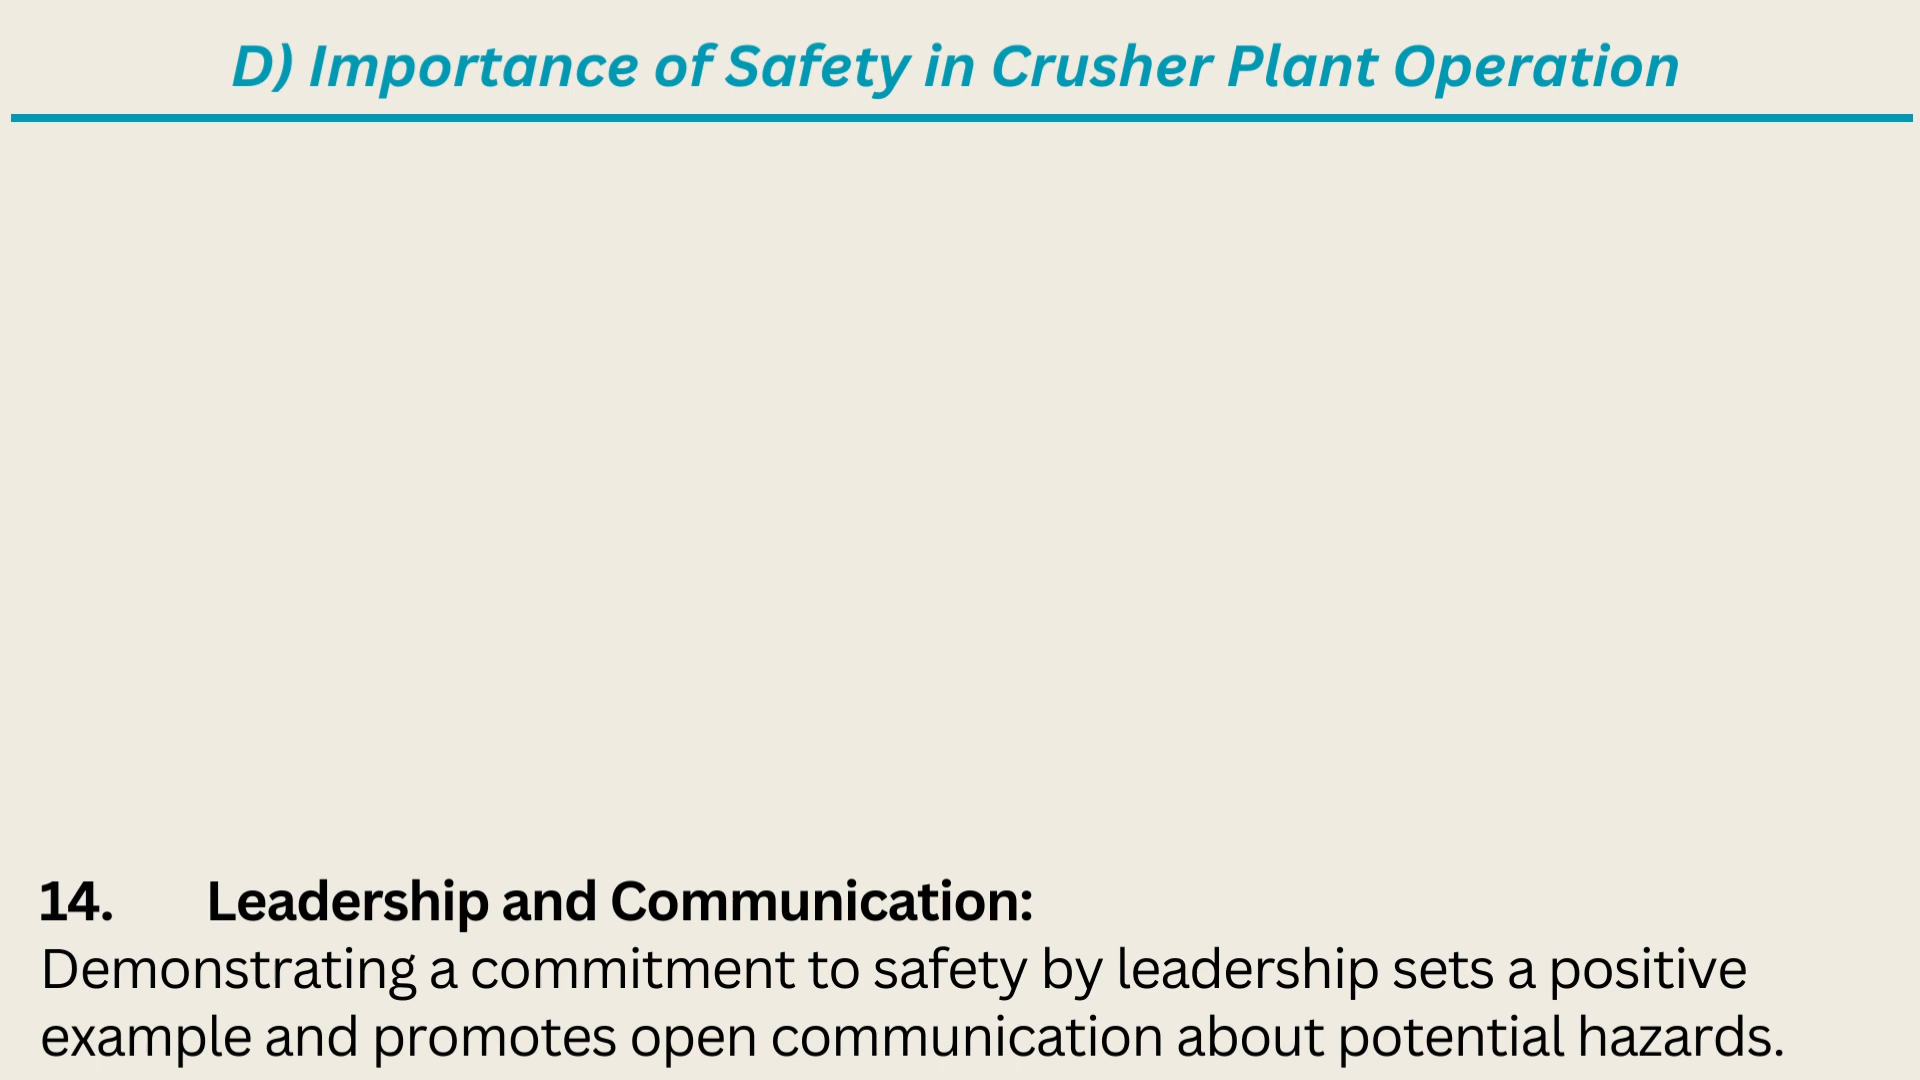 D) Importance of Safety in Crusher Plant Operation
14. Leadership and Communication:
Demonstrating a commitment to safety by leadership sets a positive
example and promotes open communication about potential hazards.